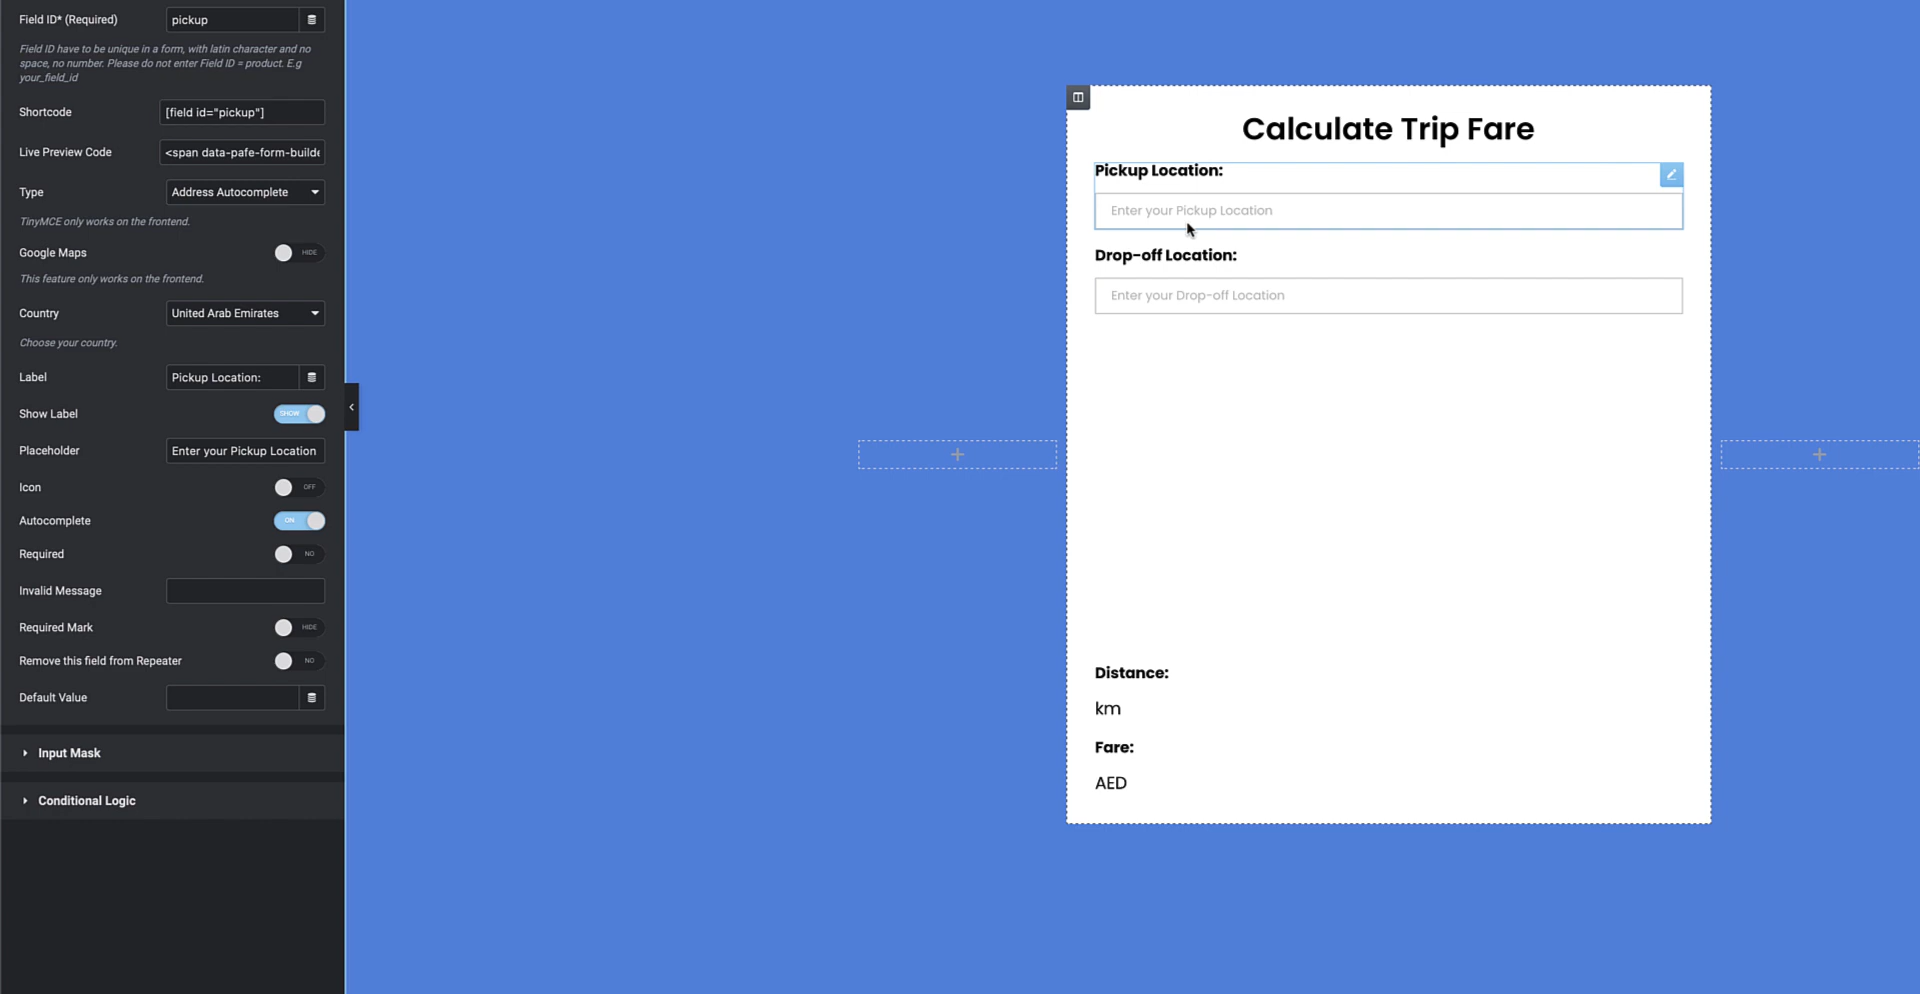 Field ID* (Required)
pickup
Field ID have to be unique in a form, with latin character and no
space, no number. Please do not enter Field ID = product. E.g
your_field_id
Shortcode
[field id="pickup"]
Live Preview Code
<span data-pafe-form-builde
Type
Address Autocomplete
TinyMCE only works on the frontend.
Google Maps
HIDE
This feature only works on the frontend.
Country
United Arab Emirates
Choose your country.
Label
Pickup Location:
Show Label
SHOW
Placeholder
Enter your Pickup Location
Icon
OFF
Autocomplete
ON
Required
NO
Invalid Message
Required Mark
HIDE
Remove this field from Repeater
NO
Default Value
Input Mask
Conditional Logic
Calculate Trip Fare
Pickup Location:
Enter your Pickup Location
Drop-off Location:
Enter your Drop-off Location
Distance:
km
Fare:
AED